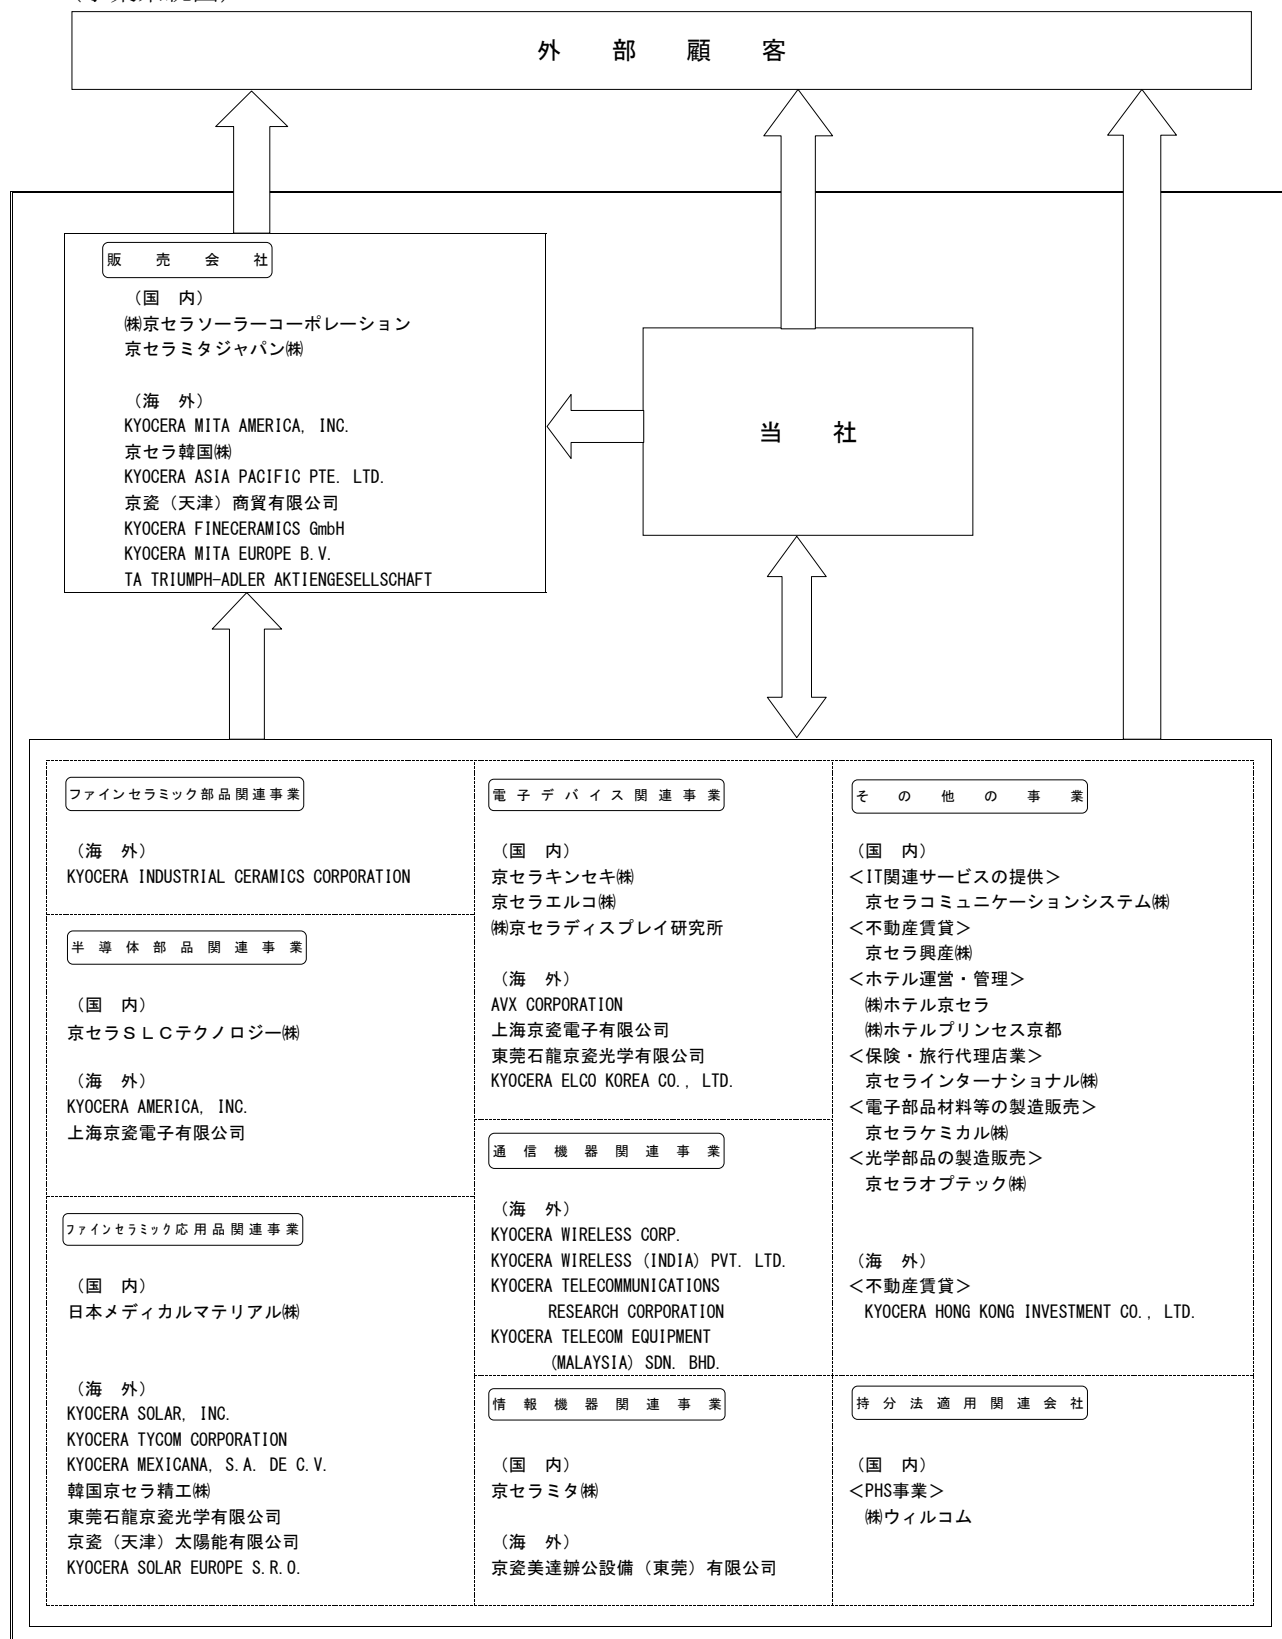 外 部 顧 客
販 売 会 社
（国 内）
㈱京セラソーラーコーポレーション
京セラミタジャパン㈱
（海 外）
KYOCERA MITA AMERICA, INC.
京セラ韓国㈱
KYOCERA ASIA PACIFIC PTE. LTD.
京瓷（天津）商貿有限公司
KYOCERA FINECERAMICS GmbH
KYOCERA MITA EUROPE B.V.
TA TRIUMPH-ADLER AKTIENGESELLSCHAFT
当 社
ファインセラミック部品関連事業
（海 外）
KYOCERA INDUSTRIAL CERAMICS CORPORATION
半 導 体 部 品 関 連 事 業
（国 内）
京セラＳＬＣテクノロジー㈱
（海 外）
KYOCERA AMERICA, INC.
上海京瓷電子有限公司
ファインセラミック応用品関連事業
（国 内）
日本メディカルマテリアル㈱
（海 外）
KYOCERA SOLAR, INC.
KYOCERA TYCOM CORPORATION
KYOCERA MEXICANA, S.A. DE C.V.
韓国京セラ精工㈱
東莞石龍京瓷光学有限公司
京瓷（天津）太陽能有限公司
KYOCERA SOLAR EUROPE S.R.O.
電 子 デ バ イ ス 関 連 事 業
（国 内）
京セラキンセキ㈱
京セラエルコ㈱
㈱京セラディスプレイ研究所
（海 外）
AVX CORPORATION
上海京瓷電子有限公司
東莞石龍京瓷光学有限公司
KYOCERA ELCO KOREA CO., LTD.
通 信 機 器 関 連 事 業
（海 外）
KYOCERA WIRELESS CORP.
KYOCERA WIRELESS (INDIA) PVT. LTD.
KYOCERA TELECOMMUNICATIONS
RESEARCH CORPORATION
KYOCERA TELECOM EQUIPMENT
(MALAYSIA) SDN. BHD.
情 報 機 器 関 連 事 業
（国 内）
京セラミタ㈱
（海 外）
京瓷美達辦公設備（東莞）有限公司
そ の 他 の 事 業
（国 内）
＜IT関連サービスの提供＞
京セラコミュニケーションシステム㈱
＜不動産賃貸＞
京セラ興産㈱
＜ホテル運営・管理＞
㈱ホテル京セラ
㈱ホテルプリンセス京都
＜保険・旅行代理店業＞
京セラインターナショナル㈱
＜電子部品材料等の製造販売＞
京セラケミカル㈱
＜光学部品の製造販売＞
京セラオプテック㈱
（海 外）
＜不動産賃貸＞
KYOCERA HONG KONG INVESTMENT CO., LTD.
持 分 法 適 用 関 連 会 社
（国 内）
＜PHS事業＞
㈱ウィルコム